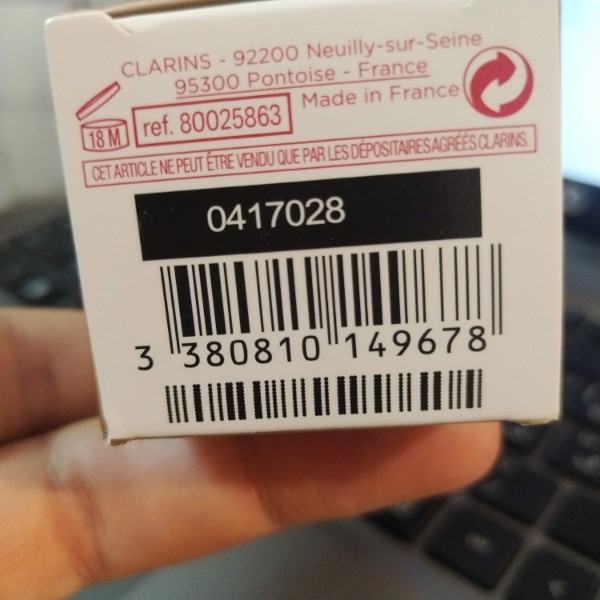 CLARINS - 92200 Neuilly-sur-Seine
95300 Pontoise - France
Made in France
18 M
ref. 80025863
CET ARTICLE NE PEUT ÊTRE VENDU QUE PAR LES DÉPOSITAIRES AGRÉÉS CLARINS.
0417028
3 380810 149678